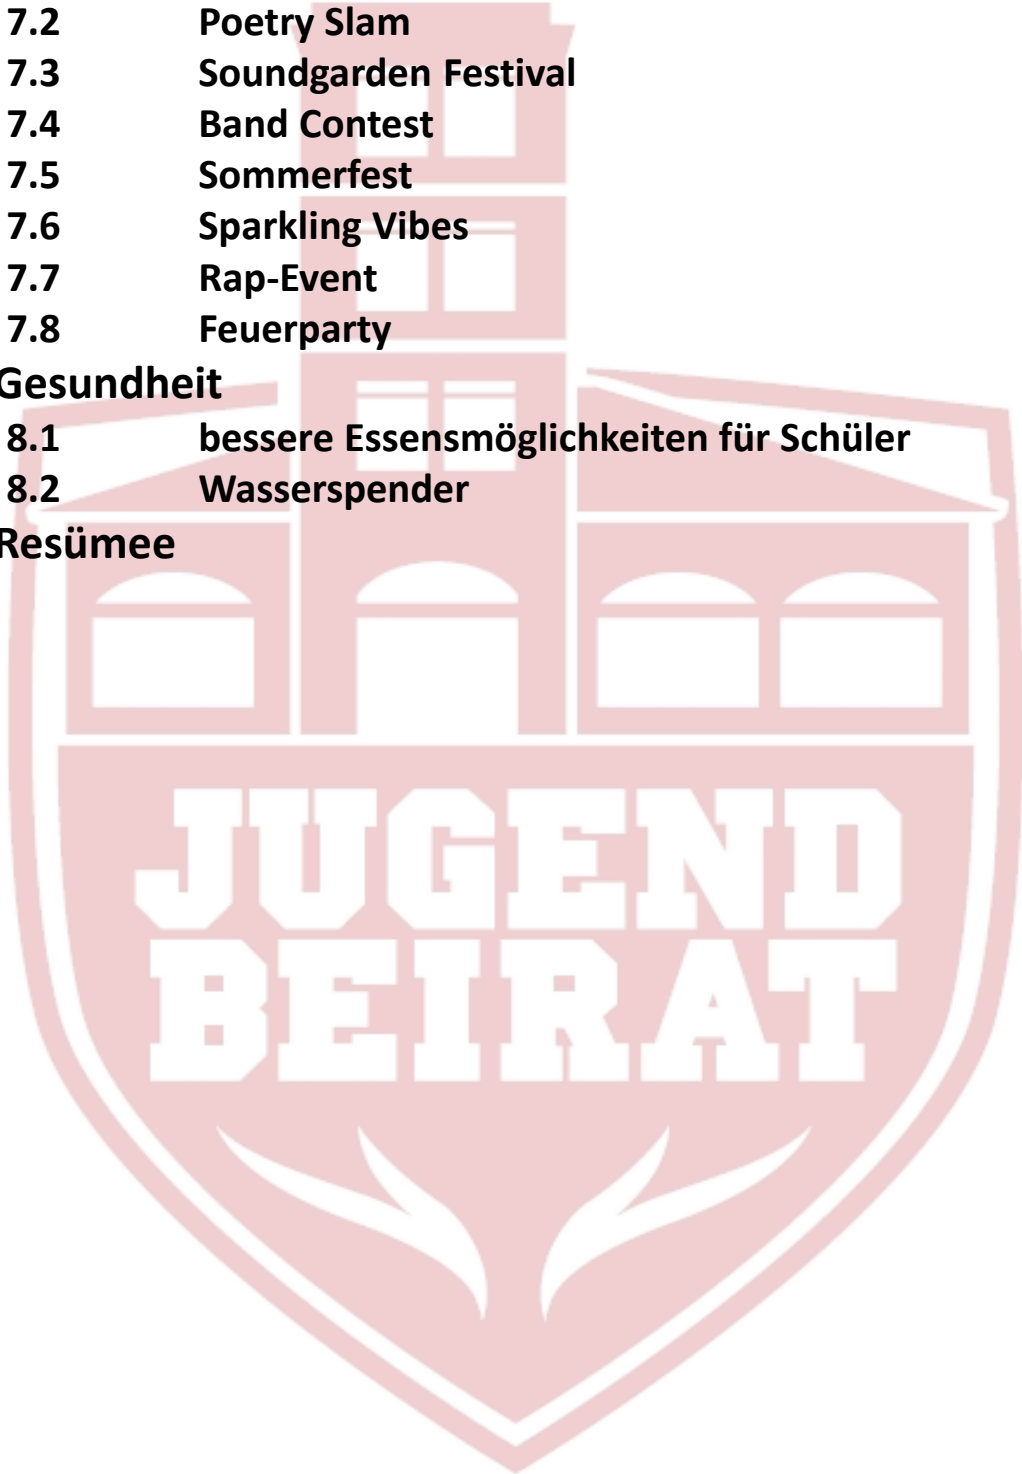 7.2 Poetry Slam
7.3 Soundgarden Festival
7.4 Band Contest
7.5 Sommerfest
7.6 Sparkling Vibes
7.7 Rap-Event
7.8 Feuerparty
Gesundheit
8.1 bessere Essensmöglichkeiten für Schüler
8.2 Wasserspender
Resümee
JUGEND
BEIRAT